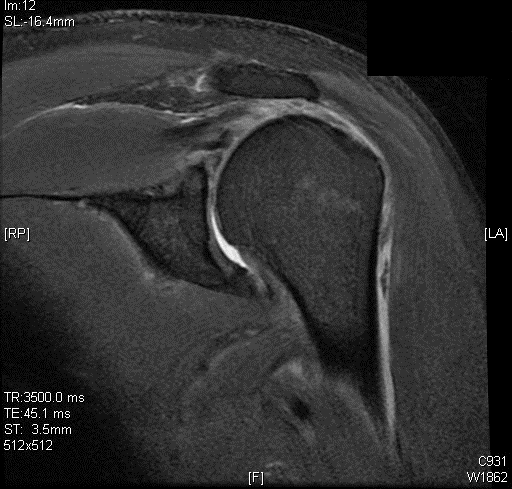 Im:12
SL:-16.4mm
[RP]
[LA]
TR:3500.0 ms
TE:45.1 ms
ST: 3.5mm
512x512
[F]
C931
W1862